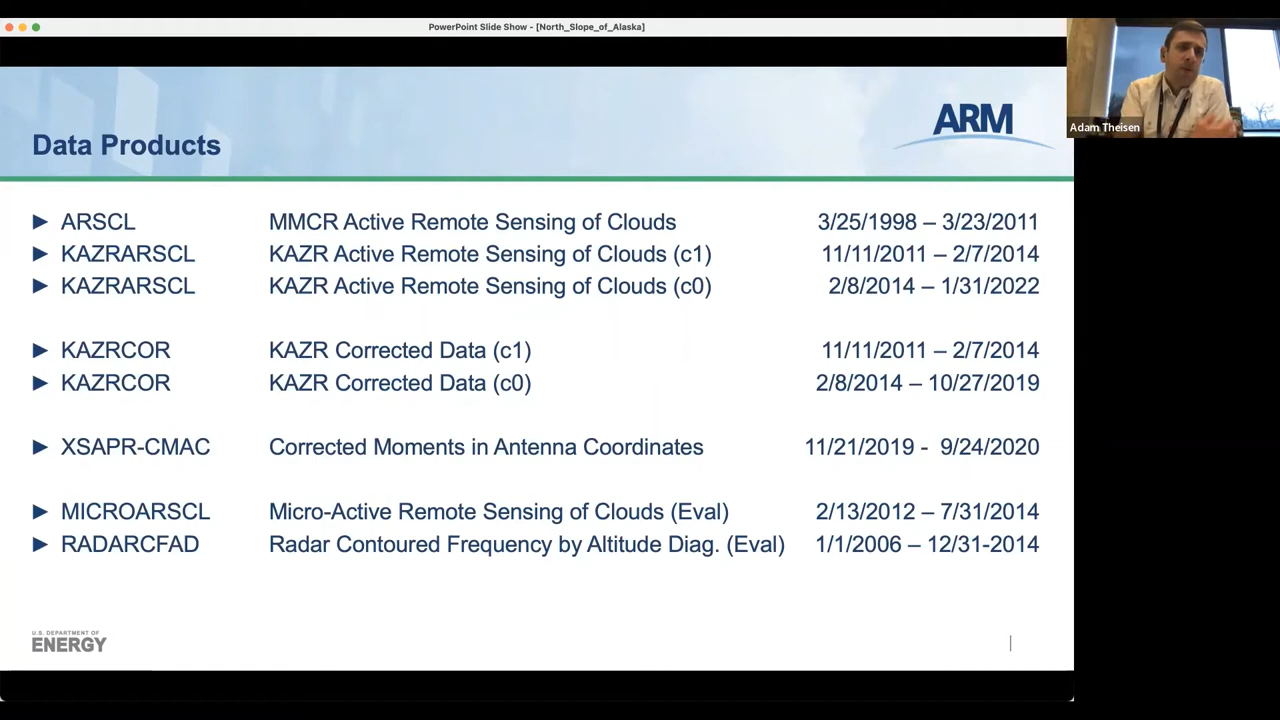 PowerPoint Slide Show - [North_Slope_of_Alaska]
Adam Theisen
ARM
Data Products
► ARSCL MMCR Active Remote Sensing of Clouds 3/25/1998 – 3/23/2011
► KAZRARSCL KAZR Active Remote Sensing of Clouds (c1) 11/11/2011 – 2/7/2014
► KAZRARSCL KAZR Active Remote Sensing of Clouds (c0) 2/8/2014 – 1/31/2022
► KAZRCOR KAZR Corrected Data (c1) 11/11/2011 – 2/7/2014
► KAZRCOR KAZR Corrected Data (c0) 2/8/2014 – 10/27/2019
► XSAPR-CMAC Corrected Moments in Antenna Coordinates 11/21/2019 - 9/24/2020
► MICROARSCL Micro-Active Remote Sensing of Clouds (Eval) 2/13/2012 – 7/31/2014
► RADARCFAD Radar Contoured Frequency by Altitude Diag. (Eval) 1/1/2006 – 12/31-2014
U.S. DEPARTMENT OF
ENERGY